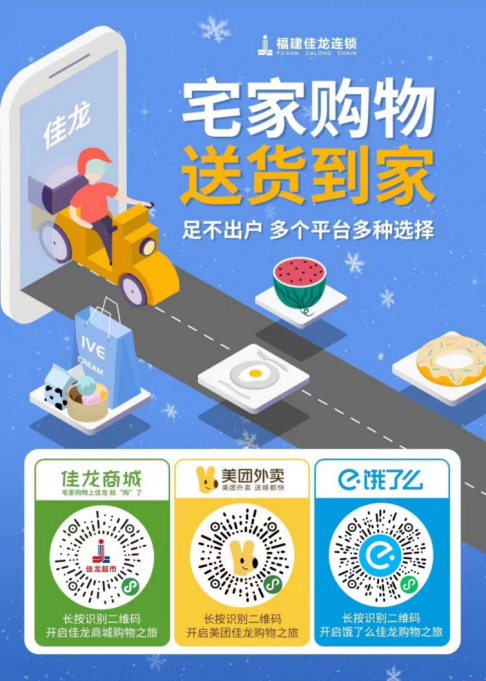 福建佳龙连锁
FUJIAN JIALONG CHAIN
佳龙
宅家购物
送货到家
足不出户 多个平台多种选择
IVE
CREAM
佳龙商城
宅家购物上佳龙 就“购”了
美团外卖
美团外卖 送啥都快
饿了么
佳龙超市
长按识别二维码
开启佳龙商城购物之旅
长按识别二维码
开启美团佳龙购物之旅
长按识别二维码
开启饿了么佳龙购物之旅